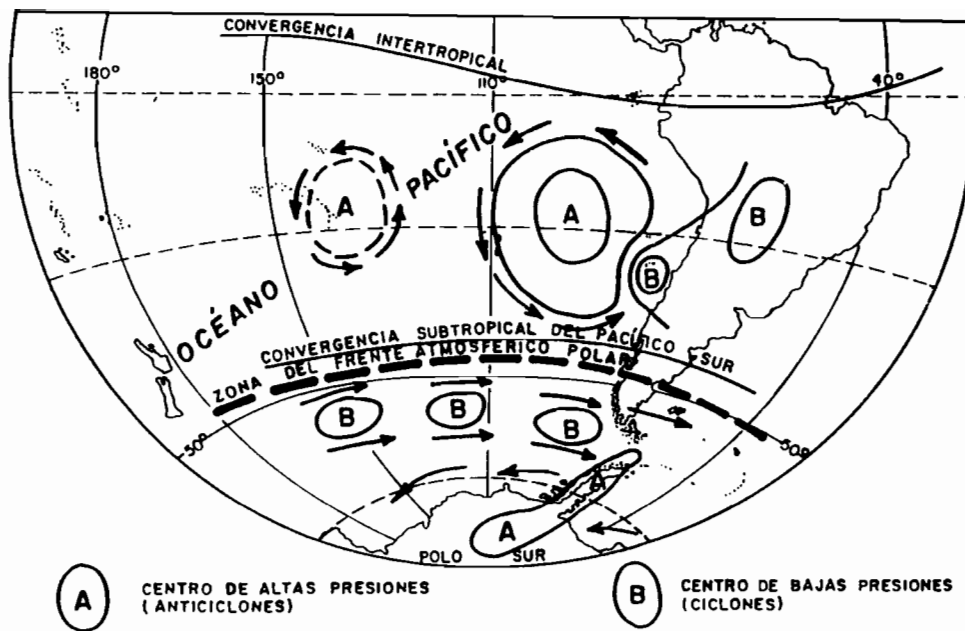 CONVERGENCIA INTERTROPICAL
180°
150°
110°
40°
OCÉANO PACÍFICO
A
A
B
B
CONVERGENCIA SUBTROPICAL DEL PACÍFICO SUR
ZONA DEL FRENTE ATMOSFERICO POLAR
B
B
B
50°
50°
A
A
POLO SUR
A
CENTRO DE ALTAS PRESIONES
(ANTICICLONES)
B
CENTRO DE BAJAS PRESIONES
(CICLONES)